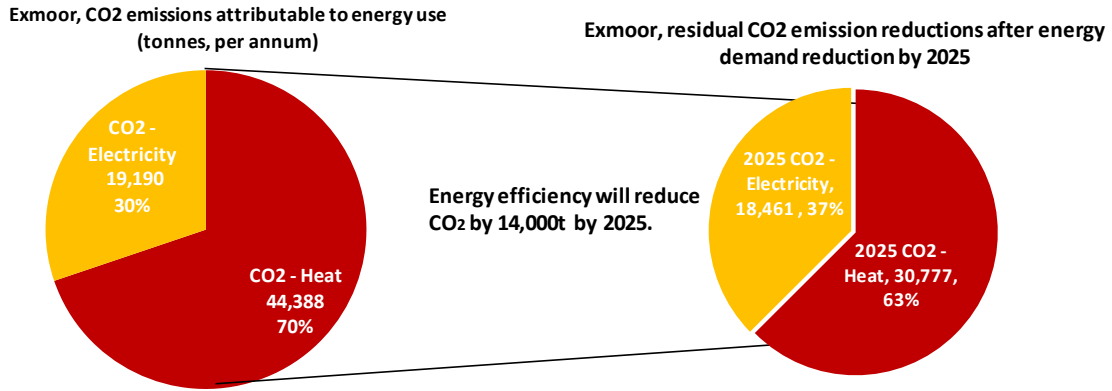 Exmoor, CO2 emissions attributable to energy use
(tonnes, per annum)
CO2 -
Electricity
19,190
30%
CO2 - Heat
44,388
70%
Energy efficiency will reduce
CO2 by 14,000t by 2025.
Exmoor, residual CO2 emission reductions after energy
demand reduction by 2025
2025 CO2 -
Electricity,
18,461 , 37%
2025 CO2 -
Heat, 30,777,
63%